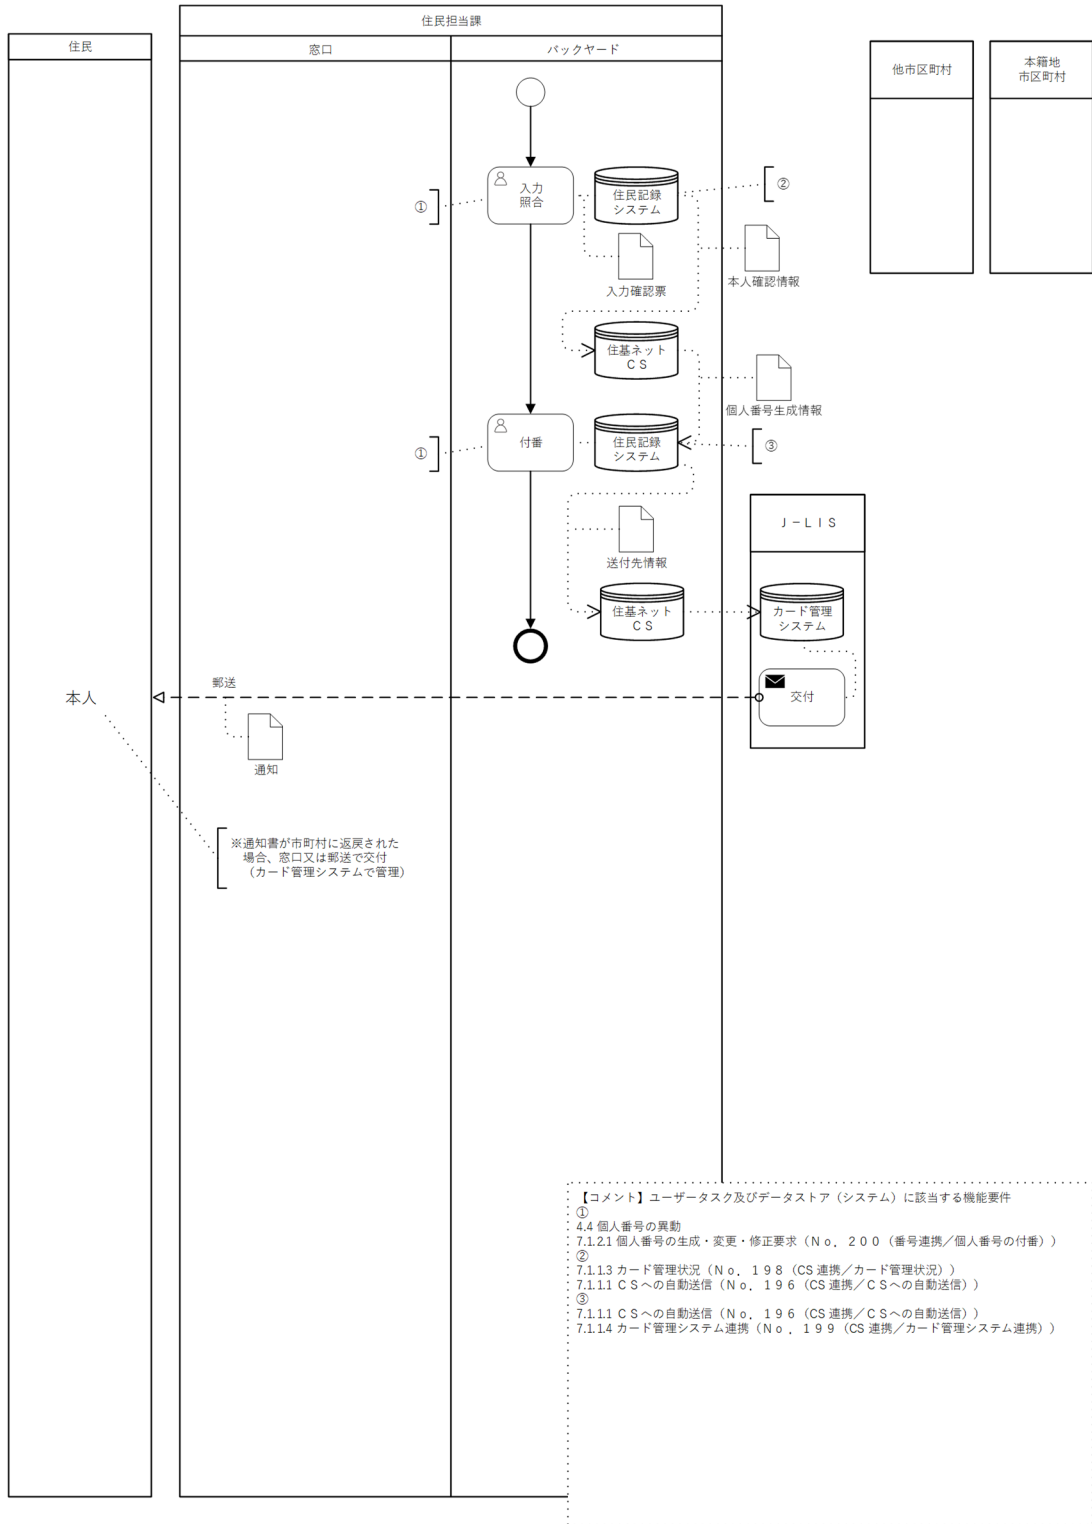 住民担当課
住民
窓口
バックヤード
他市区町村
本籍地
市区町村
入力
照合
住民記録
システム
①
②
入力確認票
本人確認情報
住基ネット
ＣＳ
個人番号生成情報
付番
住民記録
システム
①
③
Ｊ－ＬＩＳ
送付先情報
住基ネット
ＣＳ
カード管理
システム
郵送
本人
交付
通知
※通知書が市町村に返戻された
場合、窓口又は郵送で交付
（カード管理システムで管理）
【コメント】ユーザータスク及びデータストア（システム）に該当する機能要件
①
4.4 個人番号の異動
7.1.2.1 個人番号の生成・変更・修正要求（Ｎｏ．２００（番号連携／個人番号の付番））
②
7.1.1.3 カード管理状況（Ｎｏ．１９８（CS 連携／カード管理状況））
7.1.1.1 ＣＳへの自動送信（Ｎｏ．１９６（CS 連携／ＣＳへの自動送信））
③
7.1.1.1 ＣＳへの自動送信（Ｎｏ．１９６（CS 連携／ＣＳへの自動送信））
7.1.1.4 カード管理システム連携（Ｎｏ．１９９（CS 連携／カード管理システム連携））